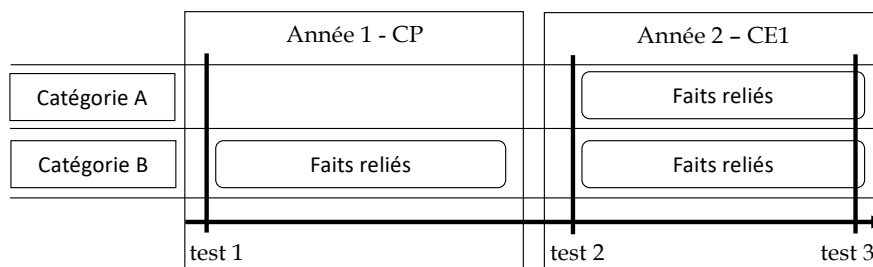 Année 1 - CP
Année 2 – CE1
Catégorie A
Faits reliés
Catégorie B
Faits reliés
Faits reliés
test 1
test 2
test 3